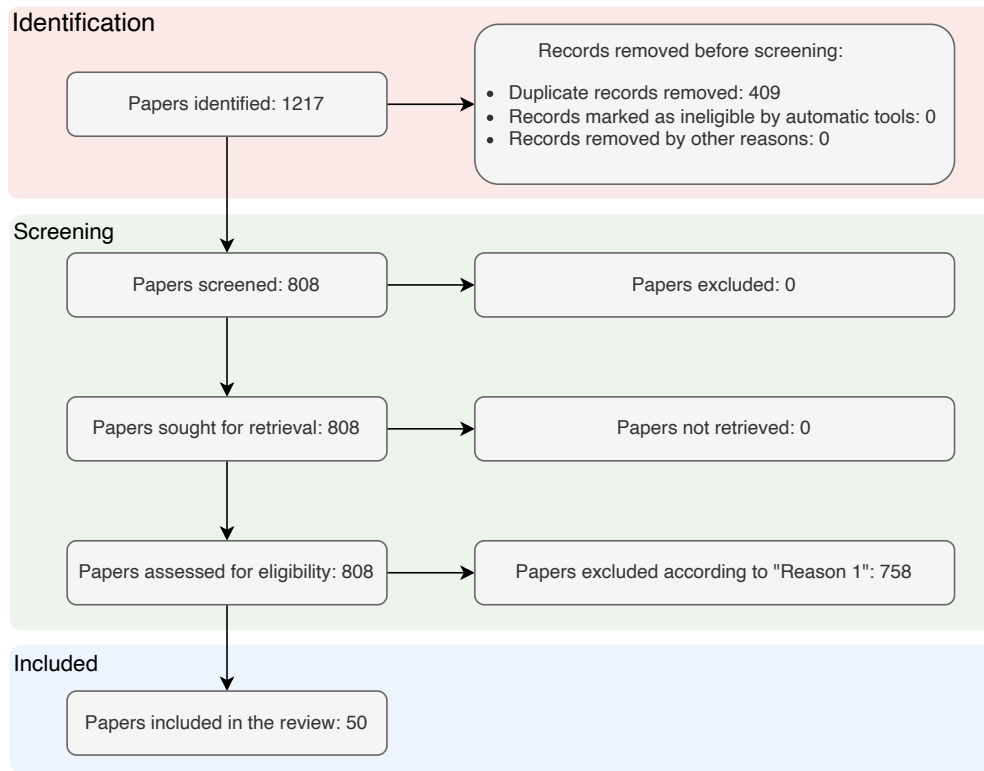 Identification
Papers identified: 1217
Records removed before screening:
• Duplicate records removed: 409
• Records marked as ineligible by automatic tools: 0
• Records removed by other reasons: 0
Screening
Papers screened: 808
Papers excluded: 0
Papers sought for retrieval: 808
Papers not retrieved: 0
Papers assessed for eligibility: 808
Papers excluded according to "Reason 1": 758
Included
Papers included in the review: 50